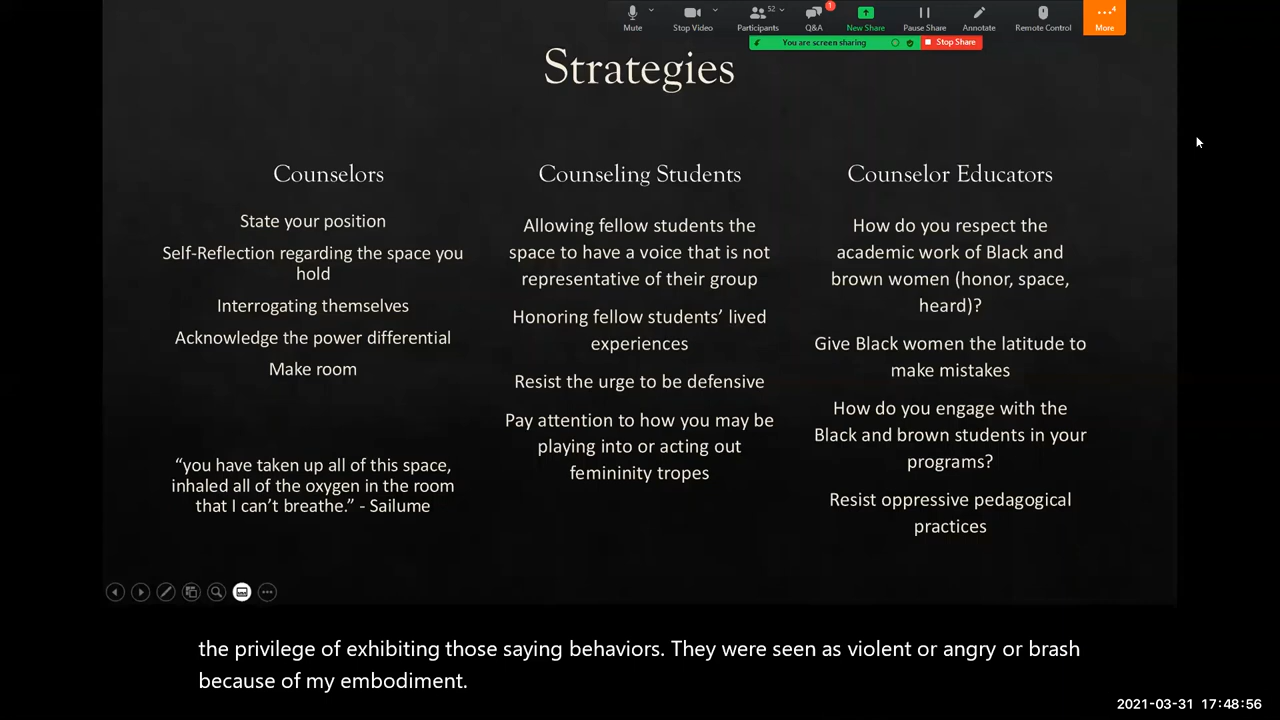 52
1
4
Mute
Stop Video
Participants
Q&A
New Share
Pause Share
Annotate
Remote Control
More
You are screen sharing
Stop Share
Strategies
Counselors
State your position
Self-Reflection regarding the space you
hold
Interrogating themselves
Acknowledge the power differential
Make room
“you have taken up all of this space,
inhaled all of the oxygen in the room
that I can’t breathe.” - Sailume
Counseling Students
Allowing fellow students the
space to have a voice that is not
representative of their group
Honoring fellow students’ lived
experiences
Resist the urge to be defensive
Pay attention to how you may be
playing into or acting out
femininity tropes
Counselor Educators
How do you respect the
academic work of Black and
brown women (honor, space,
heard)?
Give Black women the latitude to
make mistakes
How do you engage with the
Black and brown students in your
programs?
Resist oppressive pedagogical
practices
the privilege of exhibiting those saying behaviors. They were seen as violent or angry or brash
because of my embodiment.
2021-03-31 17:48:56